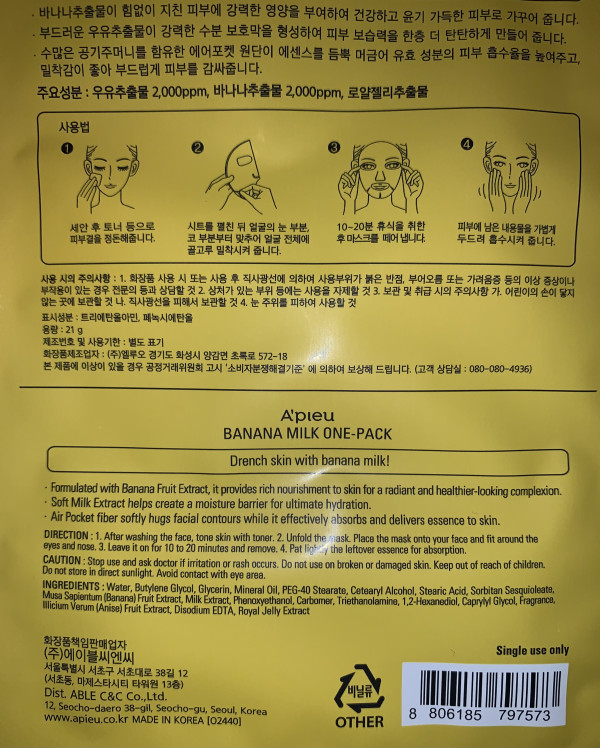 · 바나나추출물이 힘없이 지친 피부에 강력한 영양을 부여하여 건강하고 윤기 가득한 피부로 가꾸어 줍니다.
· 부드러운 우유추출물이 강력한 수분 보호막을 형성하여 피부 보습력을 한층 더 탄탄하게 만들어 줍니다.
· 수많은 공기주머니를 함유한 에어포켓 원단이 에센스를 듬뿍 머금어 유효 성분의 피부 흡수율을 높여주고,
밀착감이 좋아 부드럽게 피부를 감싸줍니다.
주요성분 : 우유추출물 2,000ppm, 바나나추출물 2,000ppm, 로얄젤리추출물
사용법
1
세안 후 토너 등으로
피부결을 정돈해줍니다.
2
시트를 펼친 뒤 얼굴의 눈 부분,
코 부분부터 맞추어 얼굴 전체에
골고루 밀착시켜 줍니다.
3
10~20분 휴식을 취한
후 마스크를 떼어 냅니다.
4
피부에 남은 내용물을 가볍게
두드려 흡수시켜 줍니다.
사용 시의 주의사항 : 1. 화장품 사용 시 또는 사용 후 직사광선에 의하여 사용부위가 붉은 반점, 부어오름 또는 가려움증 등의 이상 증상이나
부작용이 있는 경우 전문의 등과 상담할 것 2. 상처가 있는 부위 등에는 사용을 자제할 것 3. 보관 및 취급 시의 주의사항 가. 어린이의 손이 닿지
않는 곳에 보관할 것 나. 직사광선을 피해서 보관할 것 4. 눈 주위를 피하여 사용할 것
표시성분 : 트리에탄올아민, 페녹시에탄올
용량 : 21 g
제조번호 및 사용기한 : 별도 표기
화장품제조업자 : (주)엘루오 경기도 화성시 양감면 초록로 572-18
본 제품에 이상이 있을 경우 공정거래위원회 고시 '소비자분쟁해결기준' 에 의하여 보상해 드립니다. (고객 상담실 : 080-080-4936)
A'pieu
BANANA MILK ONE-PACK
Drench skin with banana milk!
· Formulated with Banana Fruit Extract, it provides rich nourishment to skin for a radiant and healthier-looking complexion.
· Soft Milk Extract helps create a moisture barrier for ultimate hydration.
· Air Pocket fiber softly hugs facial contours while it effectively absorbs and delivers essence to skin.
DIRECTION : 1. After washing the face, tone skin with toner. 2. Unfold the mask. Place the mask onto your face and fit around the
eyes and nose. 3. Leave it on for 10 to 20 minutes and remove. 4. Pat lightly the leftover essence for absorption.
CAUTION : Stop use and ask doctor if irritation or rash occurs. Do not use on broken or damaged skin. Keep out of reach of children.
Do not store in direct sunlight. Avoid contact with eye area.
INGREDIENTS : Water, Butylene Glycol, Glycerin, Mineral Oil, PEG-40 Stearate, Cetearyl Alcohol, Stearic Acid, Sorbitan Sesquioleate,
Musa Sapientum (Banana) Fruit Extract, Milk Extract, Phenoxyethanol, Carbomer, Triethanolamine, 1,2-Hexanediol, Caprylyl Glycol, Fragrance,
Illicium Verum (Anise) Fruit Extract, Disodium EDTA, Royal Jelly Extract
화장품책임판매업자
(주)에이블씨엔씨
서울특별시 서초구 서초대로 38길 12
(서초동, 마제스타시티 타워원 13층)
Dist. ABLE C&C Co.,Ltd.
12, Seocho-daero 38-gil, Seocho-gu, Seoul, Korea
www.apieu.co.kr MADE IN KOREA [O2440]
비닐류
OTHER
Single use only
8 806185 797573